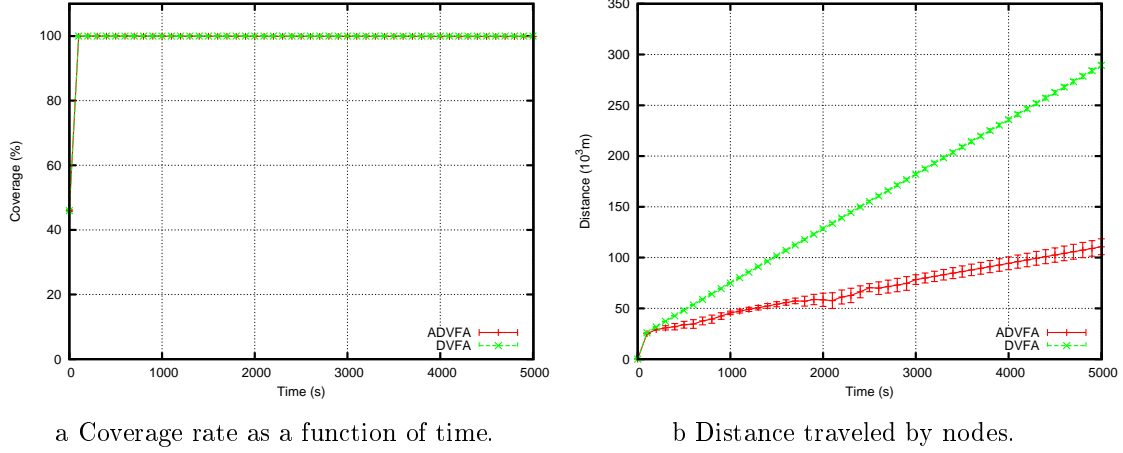 100
80
60
40
20
0
0
1000
2000
3000
4000
5000
Coverage (%)
Time (s)
ADVFA
DVFA
a Coverage rate as a function of time.
350
300
250
200
150
100
50
0
0
1000
2000
3000
4000
5000
Distance (10³m)
Time (s)
ADVFA
DVFA
b Distance traveled by nodes.